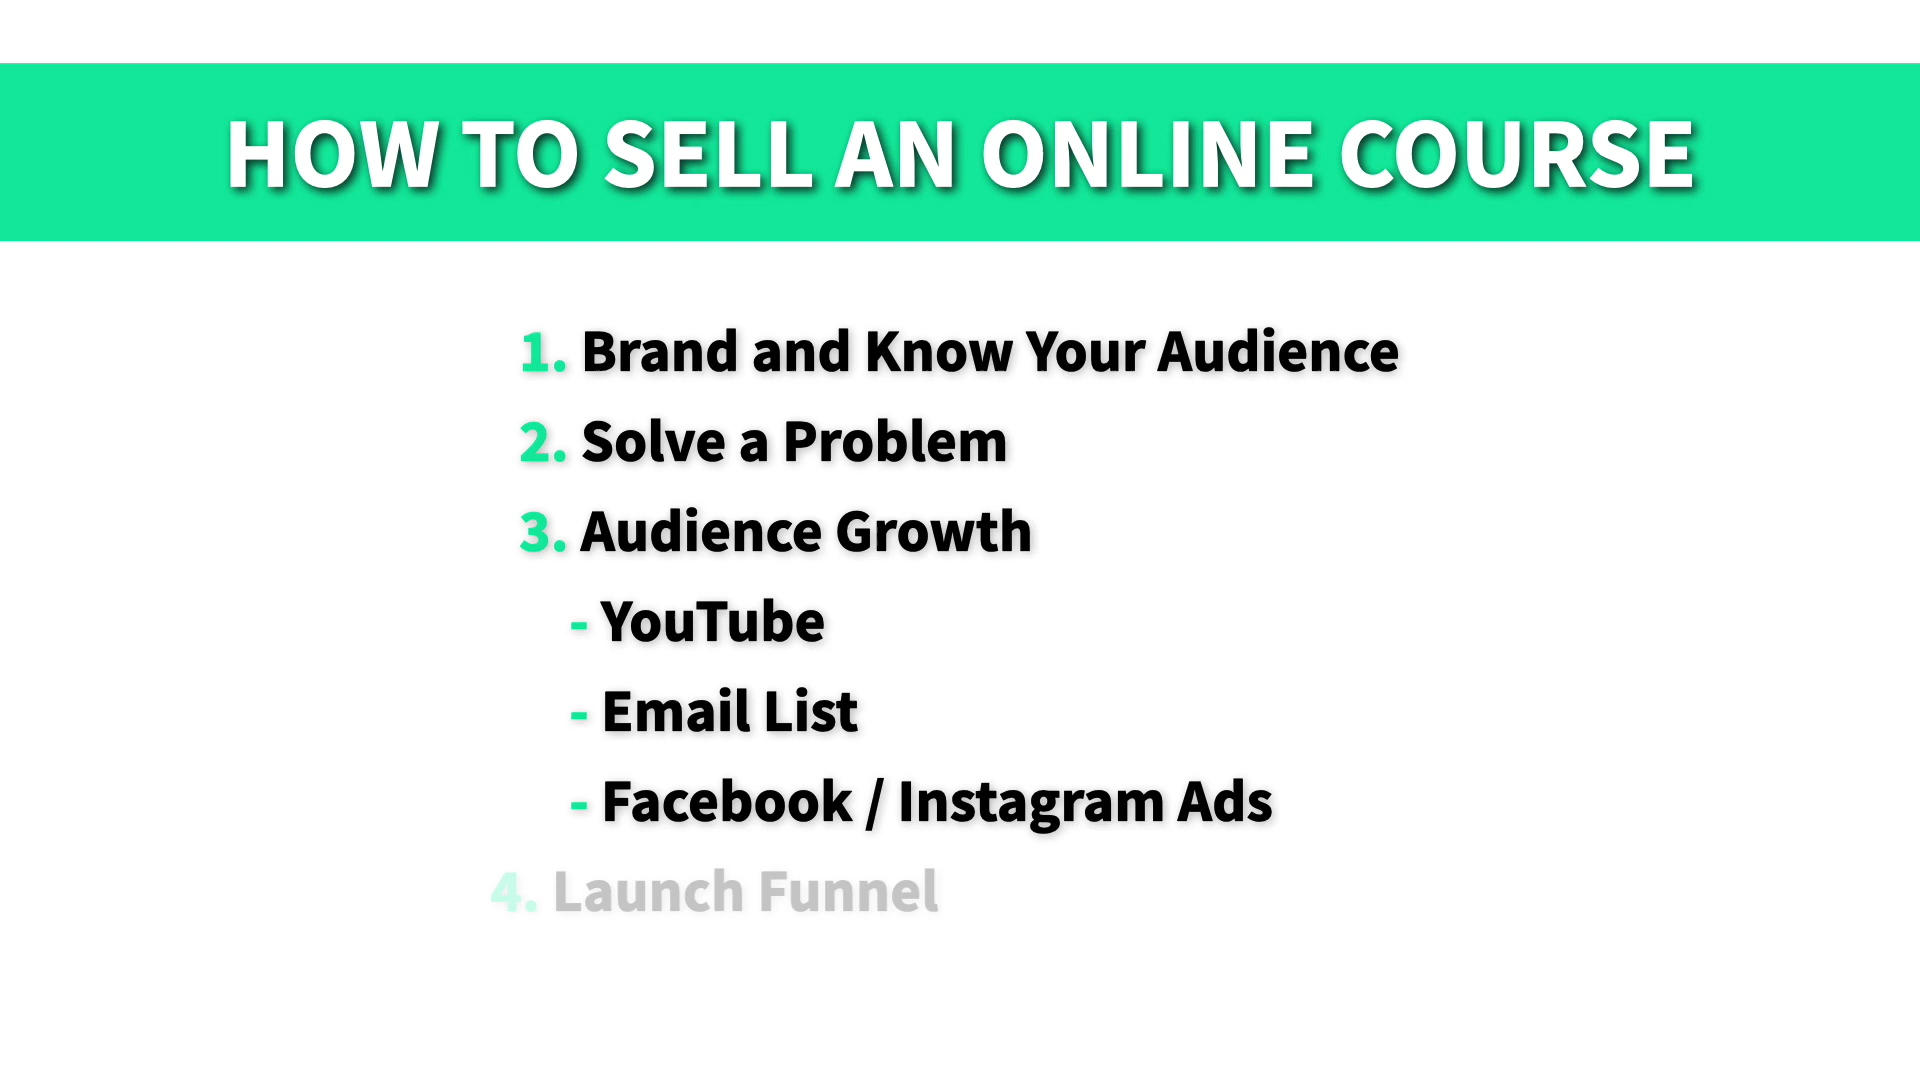 HOW TO SELL AN ONLINE COURSE
1. Brand and Know Your Audience
2. Solve a Problem
3. Audience Growth
- YouTube
- Email List
- Facebook / Instagram Ads
4. Launch Funnel